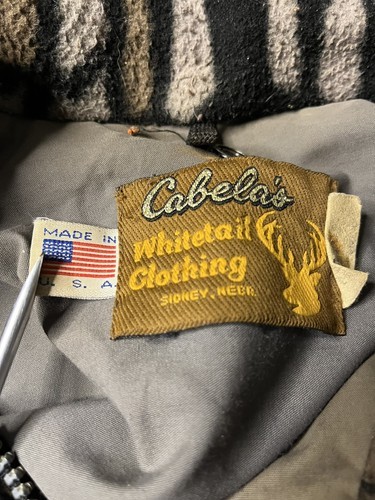 Cabela's
Whitetail
Clothing
SIDNEY, NEBR.
MADE IN
U. S. A.